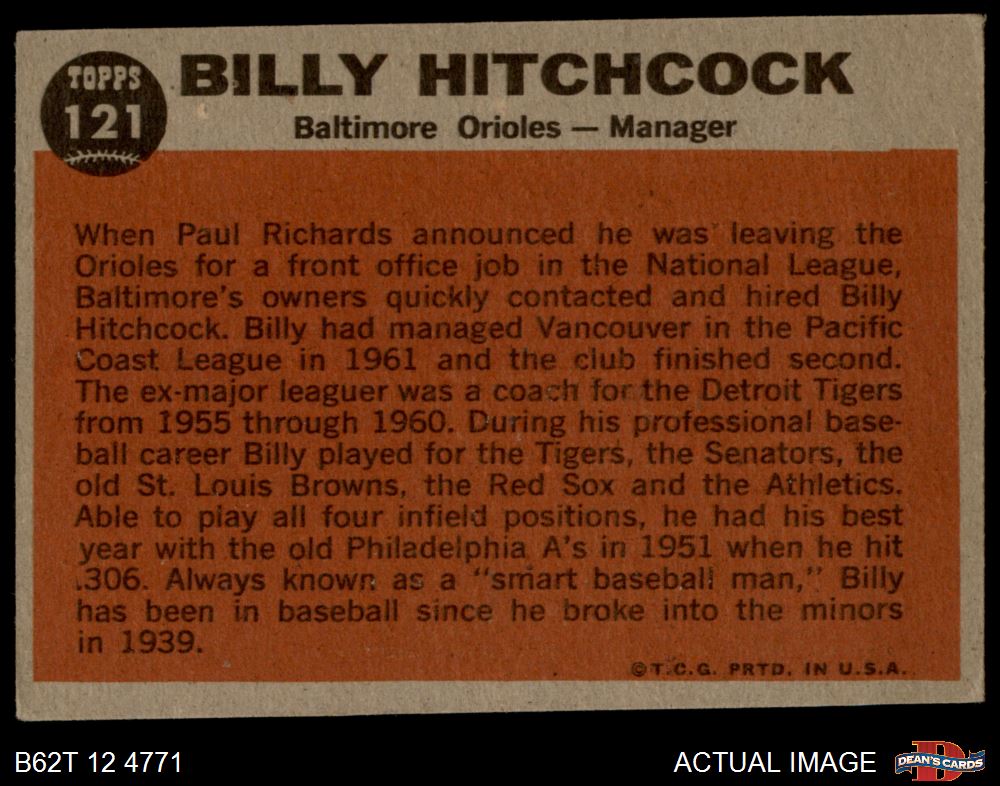 TOPPS
121
BILLY HITCHCOCK
Baltimore Orioles — Manager
When Paul Richards announced he was leaving the
Orioles for a front office job in the National League,
Baltimore's owners quickly contacted and hired Billy
Hitchcock. Billy had managed Vancouver in the Pacific
Coast League in 1961 and the club finished second.
The ex-major leaguer was a coach for the Detroit Tigers
from 1955 through 1960. During his professional base-
ball career Billy played for the Tigers, the Senators, the
old St. Louis Browns, the Red Sox and the Athletics.
Able to play all four infield positions, he had his best
year with the old Philadelphia A's in 1951 when he hit
.306. Always known as a "smart baseball man," Billy
has been in baseball since he broke into the minors
in 1939.
© T.C.G. PRTD. IN U.S.A.
B62T 12 4771
ACTUAL IMAGE
D
DEAN'S CARDS